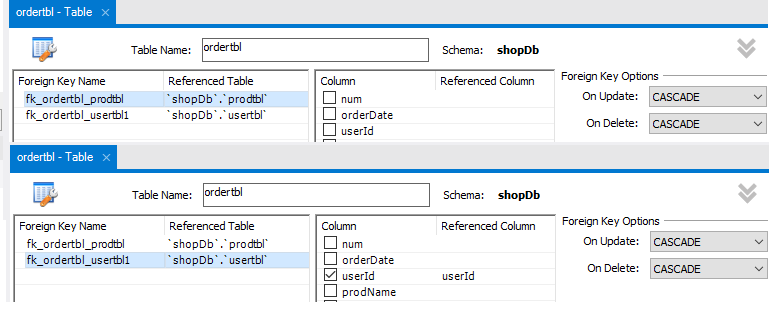 ordertbl - Table ×
Table Name: ordertbl Schema: shopDb
Foreign Key Name Referenced Table Column Referenced Column Foreign Key Options
fk_ordertbl_prodtbl `shopDb`.`prodtbl` num On Update: CASCADE
fk_ordertbl_usertbl1 `shopDb`.`usertbl` orderDate On Delete: CASCADE
userId
ordertbl - Table ×
Table Name: ordertbl Schema: shopDb
Foreign Key Name Referenced Table Column Referenced Column Foreign Key Options
fk_ordertbl_prodtbl `shopDb`.`prodtbl` num On Update: CASCADE
fk_ordertbl_usertbl1 `shopDb`.`usertbl` orderDate On Delete: CASCADE
userId userId
prodName